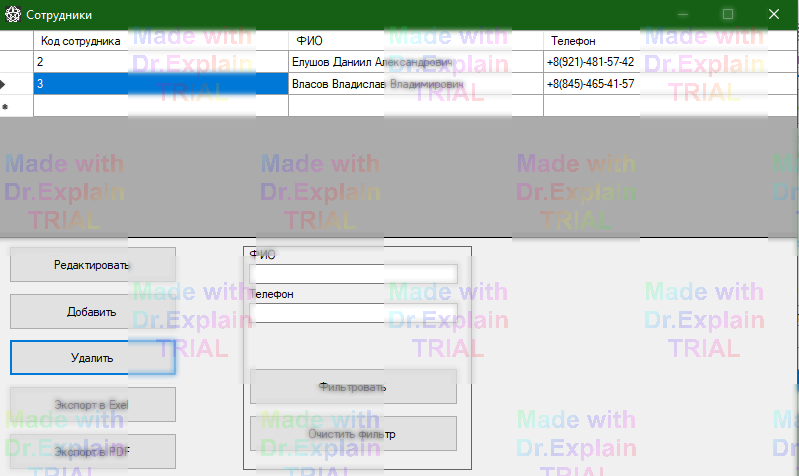 Сотрудники
Код сотрудника ФИО Телефон
2 Елушов Даниил Александрович +8(921)-481-57-42
3 Власов Владислав Владимирович +8(845)-465-41-57
Made with
Dr.Explain
TRIAL
Made with
Dr.Explain
TRIAL
Made with
Dr.Explain
TRIAL
Made with
Dr.Explain
TRIAL
Made with
Dr.Explain
TRIAL
Made with
Dr.Explain
TRIAL
Редактировать
Добавить
Удалить
Экспорт в Exel
Экспорт в PDF
ФИО
Телефон
Фильтровать
Очистить фильтр
Made with
Dr.Explain
TRIAL
Made with
Dr.Explain
TRIAL
Made with
Dr.Explain
TRIAL
Made with
Dr.Explain
TRIAL
Made with
Dr.Explain
TRIAL
Made with
Dr.Explain
TRIAL